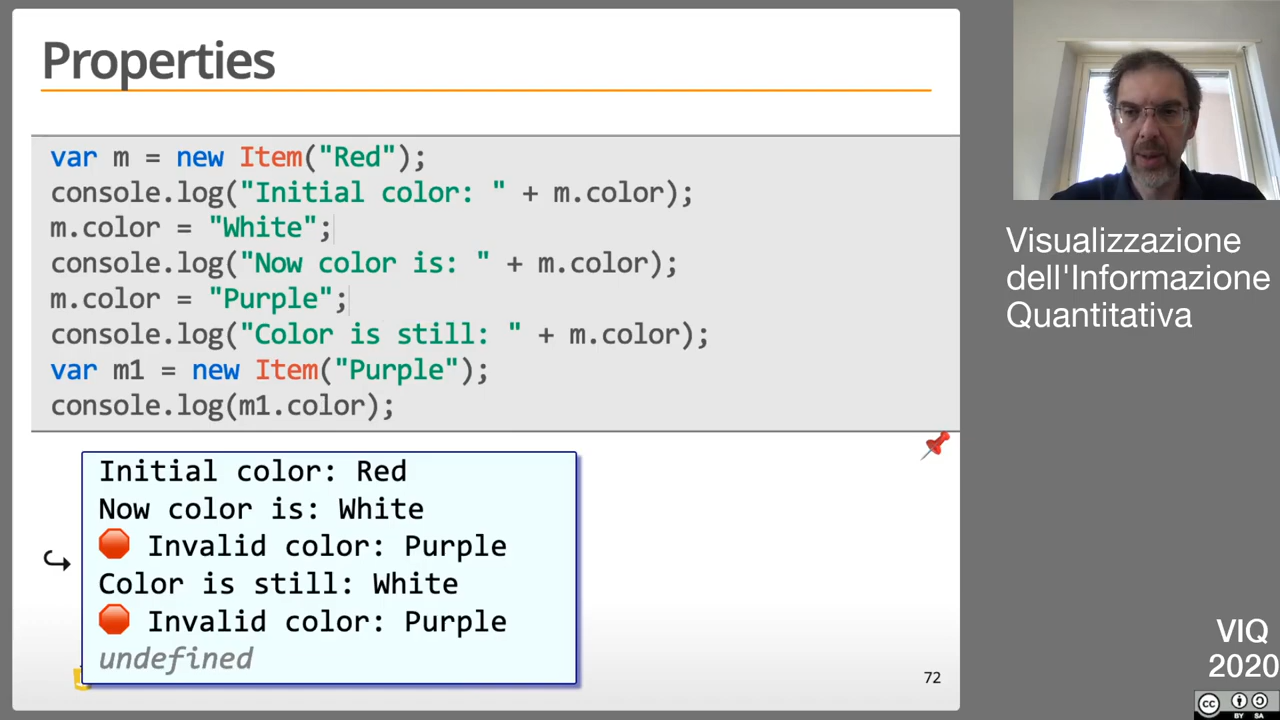 Properties
var m = new Item("Red");
console.log("Initial color: " + m.color);
m.color = "White";
console.log("Now color is: " + m.color);
m.color = "Purple";
console.log("Color is still: " + m.color);
var m1 = new Item("Purple");
console.log(m1.color);
Initial color: Red
Now color is: White
Invalid color: Purple
Color is still: White
Invalid color: Purple
undefined
72
Visualizzazione
dell'Informazione
Quantitativa
VIQ
2020
CC
BY SA